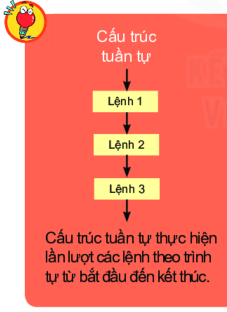 Cấu trúc
tuần tự
Lệnh 1
Lệnh 2
Lệnh 3
Cấu trúc tuần tự thực hiện
lần lượt các lệnh theo trình
tự từ bắt đầu đến kết thúc.